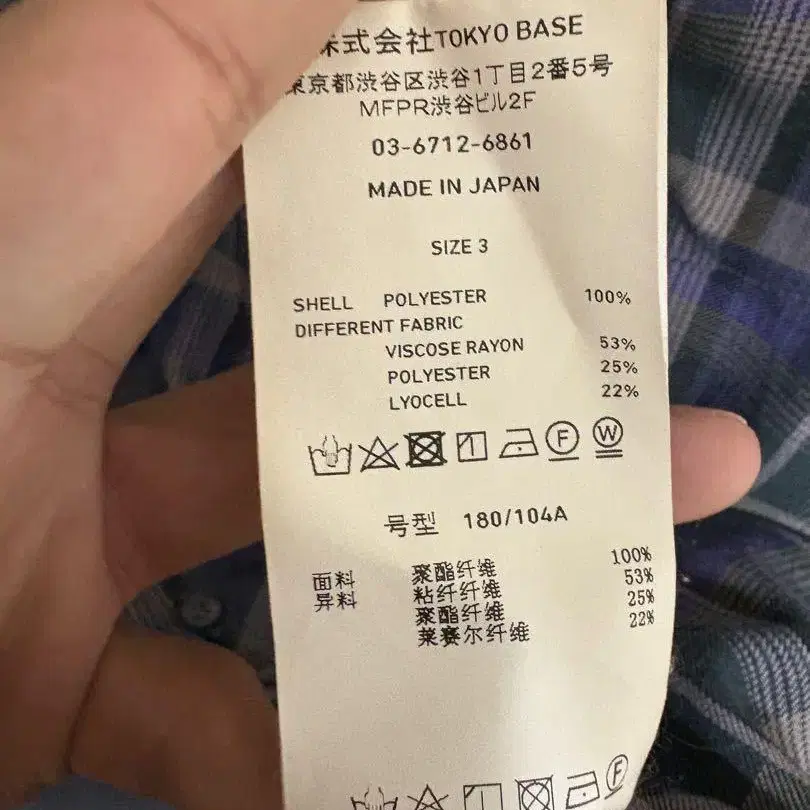 株式会社TOKYO BASE
東京都渋谷区渋谷1丁目2番5号
MFPR渋谷ビル2F
03-6712-6861
MADE IN JAPAN
SIZE 3
SHELL POLYESTER 100%
DIFFERENT FABRIC
VISCOSE RAYON 53%
POLYESTER 25%
LYOCELL 22%
F W
号型 180/104A
面料 聚酯纤维 100%
异料 粘纤纤维 53%
聚酯纤维 25%
莱赛尔纤维 22%
F